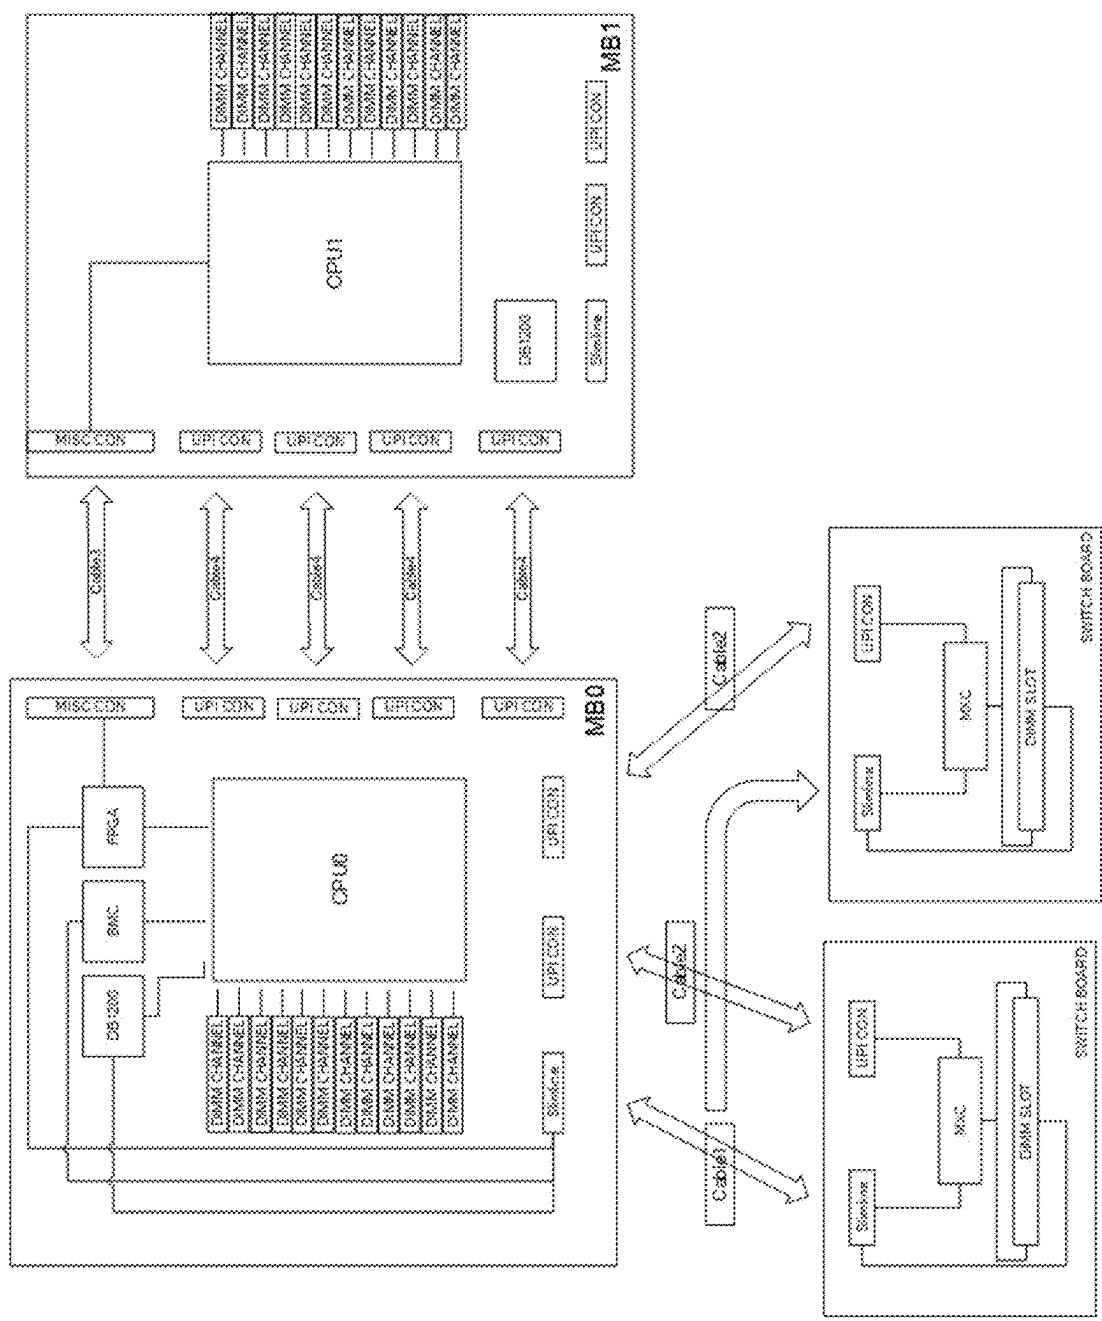 DIMM CHANNEL
DIMM CHANNEL
DIMM CHANNEL
DIMM CHANNEL
DIMM CHANNEL
DIMM CHANNEL
DIMM CHANNEL
DIMM CHANNEL
DIMM CHANNEL
DIMM CHANNEL
DIMM CHANNEL
DIMM CHANNEL
MB1
UPI CON
UPI CON
CPU1
DB1200
Slimline
MISC CON
UPI CON
UPI CON
UPI CON
UPI CON
Cable3
Cable4
Cable4
Cable4
Cable4
MISC CON
UPI CON
UPI CON
UPI CON
UPI CON
MB0
FPGA
BMC
DB1200
CPU0
UPI CON
UPI CON
Slimline
DIMM CHANNEL
DIMM CHANNEL
DIMM CHANNEL
DIMM CHANNEL
DIMM CHANNEL
DIMM CHANNEL
DIMM CHANNEL
DIMM CHANNEL
DIMM CHANNEL
DIMM CHANNEL
DIMM CHANNEL
DIMM CHANNEL
Cable2
Cable2
Cable1
UPI CON
Slimline
DIMM SLOT
SWITCH BOARD
UPI CON
Slimline
DIMM SLOT
SWITCH BOARD